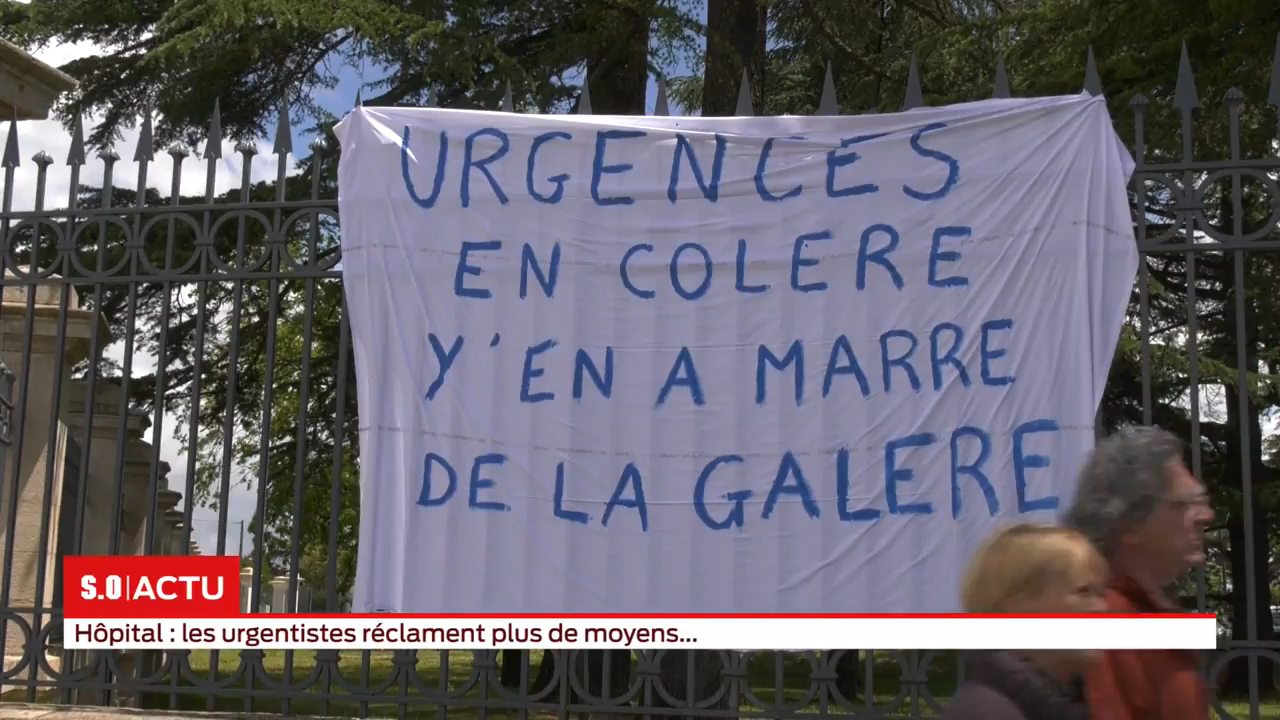 URGENCES
EN COLERE
Y'EN A MARRE
DE LA GALERE
S.O|ACTU
Hôpital : les urgentistes réclament plus de moyens...